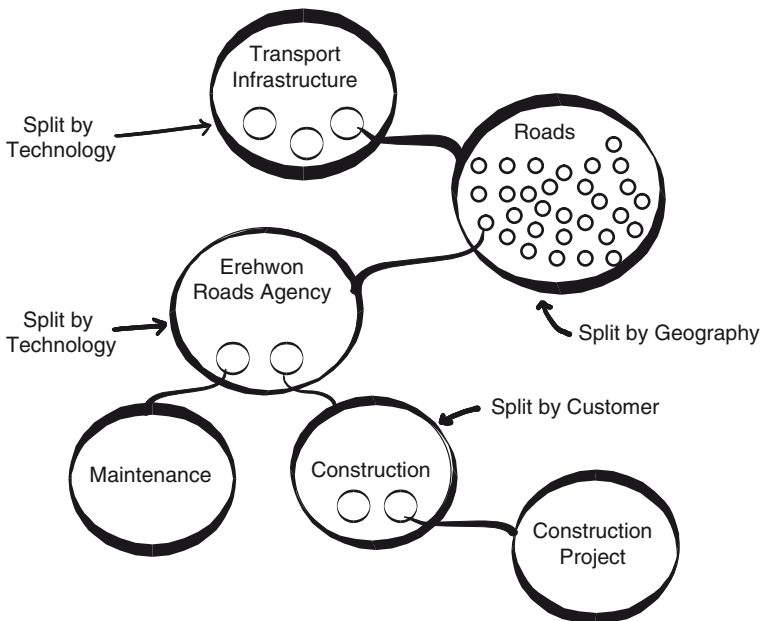 Transport
Infrastructure
Split by
Technology
Roads
Erehwon
Roads Agency
Split by
Technology
Split by Geography
Split by Customer
Maintenance
Construction
Construction
Project